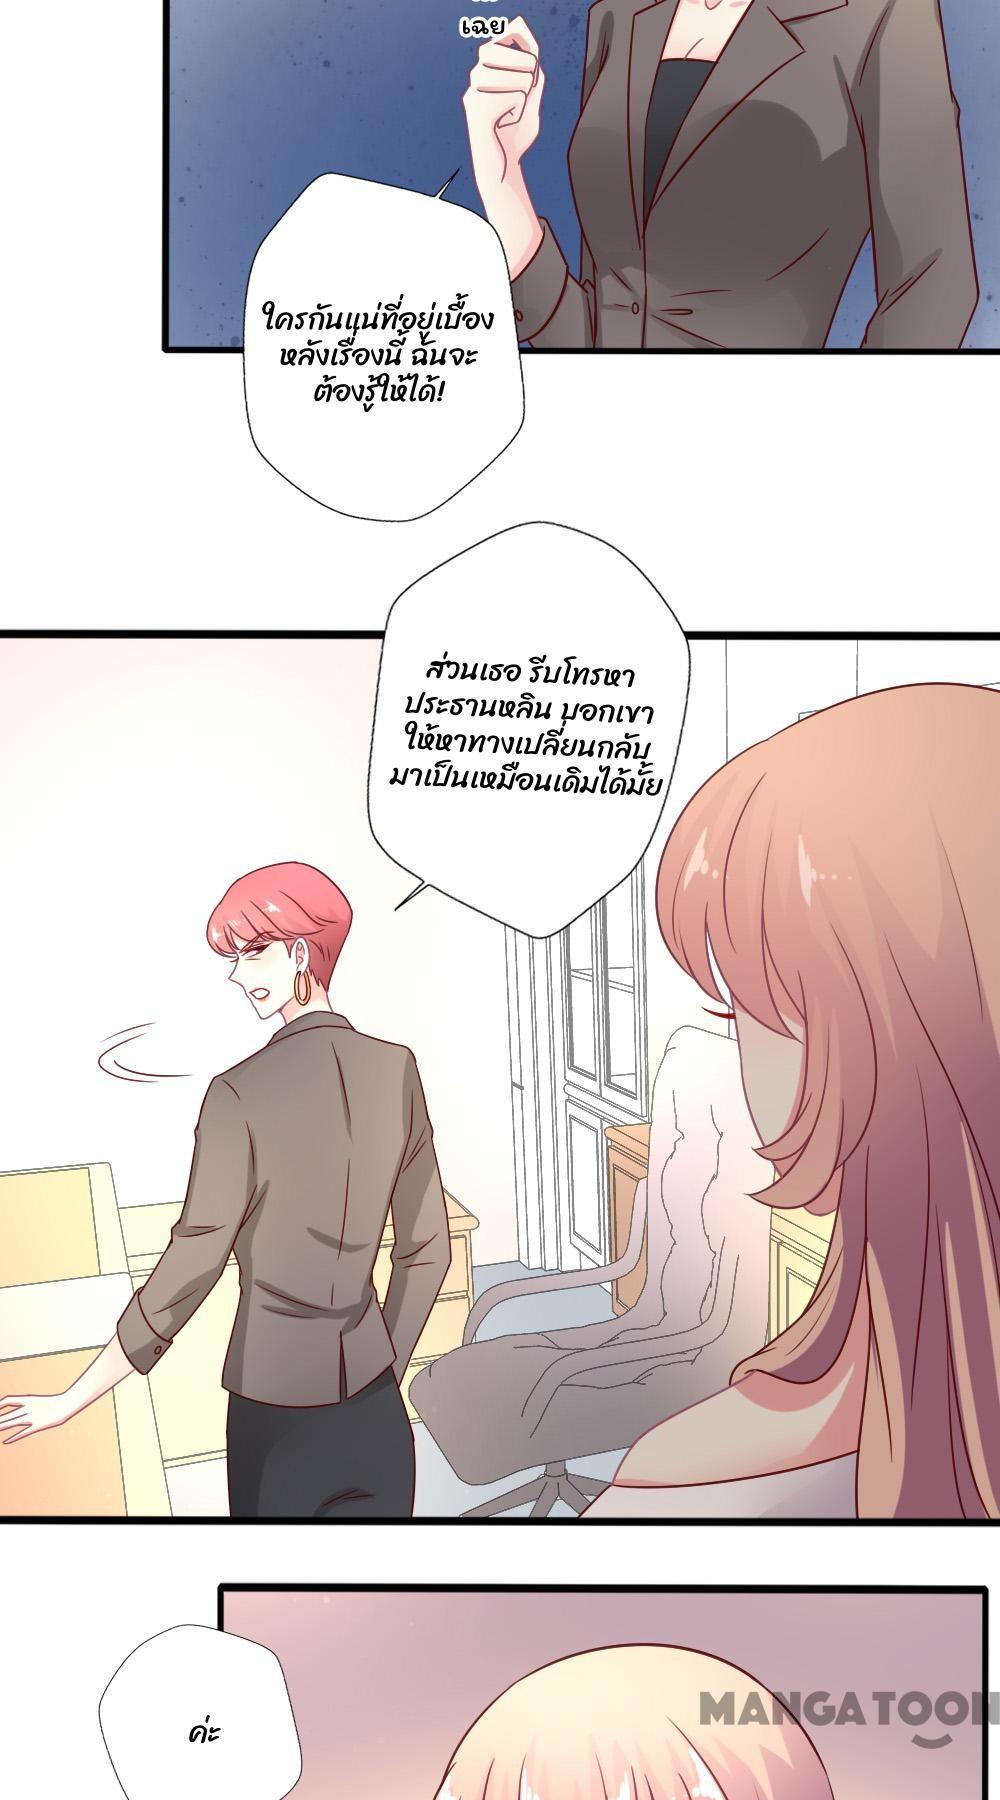 เฉย
ใครกันแน่ที่อยู่เบื้อง
หลังเรื่องนี้ ฉันจะ
ต้องรู้ให้ได้!
ส่วนเธอ รีบโทรหา
ประธานหลิน บอกเขา
ให้หาทางเปลี่ยนกลับ
มาเป็นเหมือนเดิมได้มั้ย
ค่ะ
MANGATOON